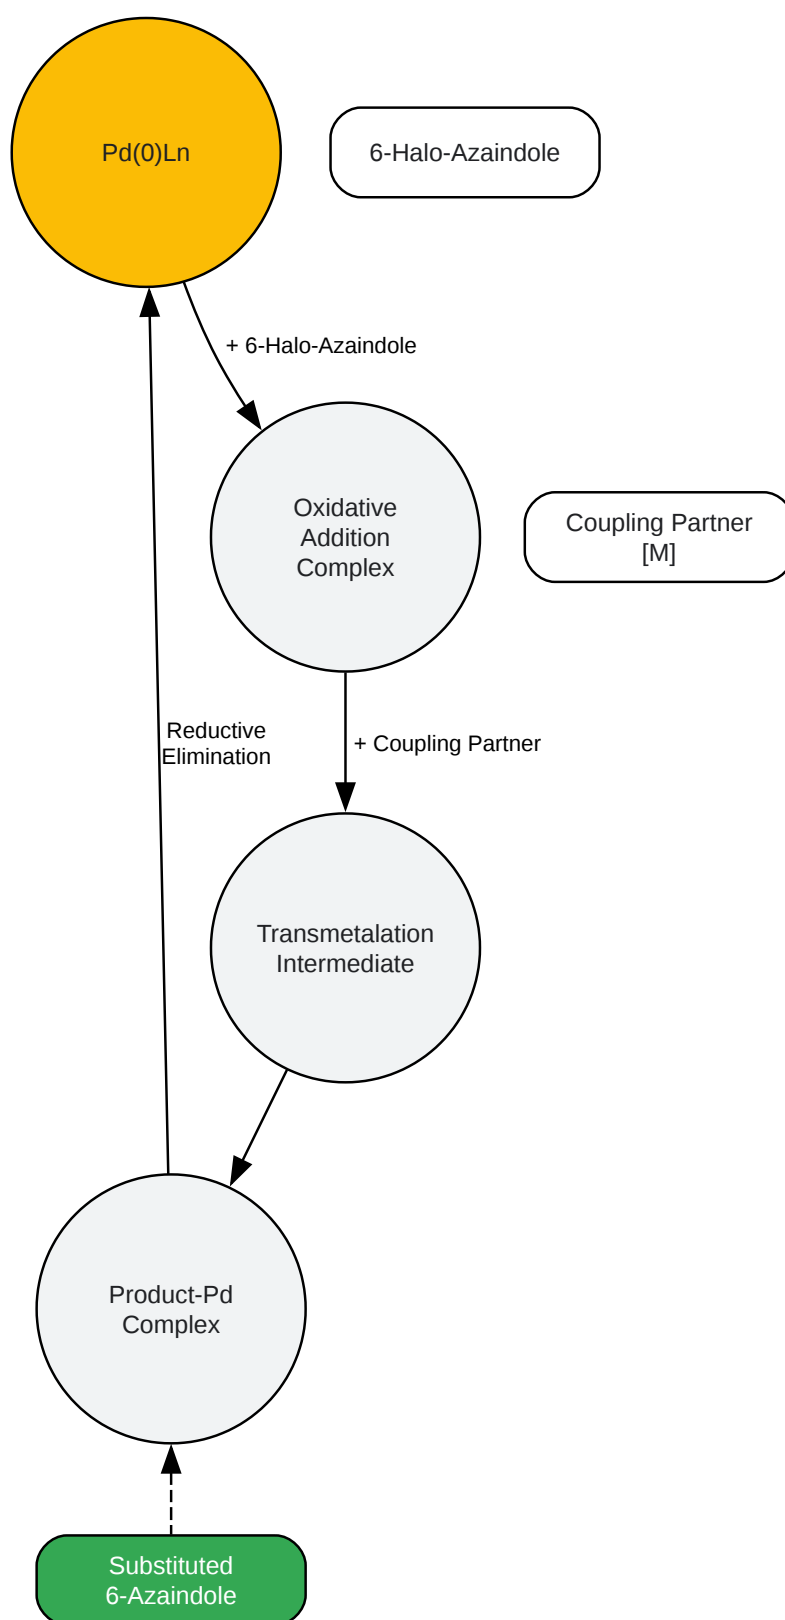 Pd(0)Ln
6-Halo-Azaindole
+ 6-Halo-Azaindole
Oxidative
Addition
Complex
Coupling Partner
[M]
Reductive
Elimination
+ Coupling Partner
Transmetalation
Intermediate
Product-Pd
Complex
Substituted
6-Azaindole